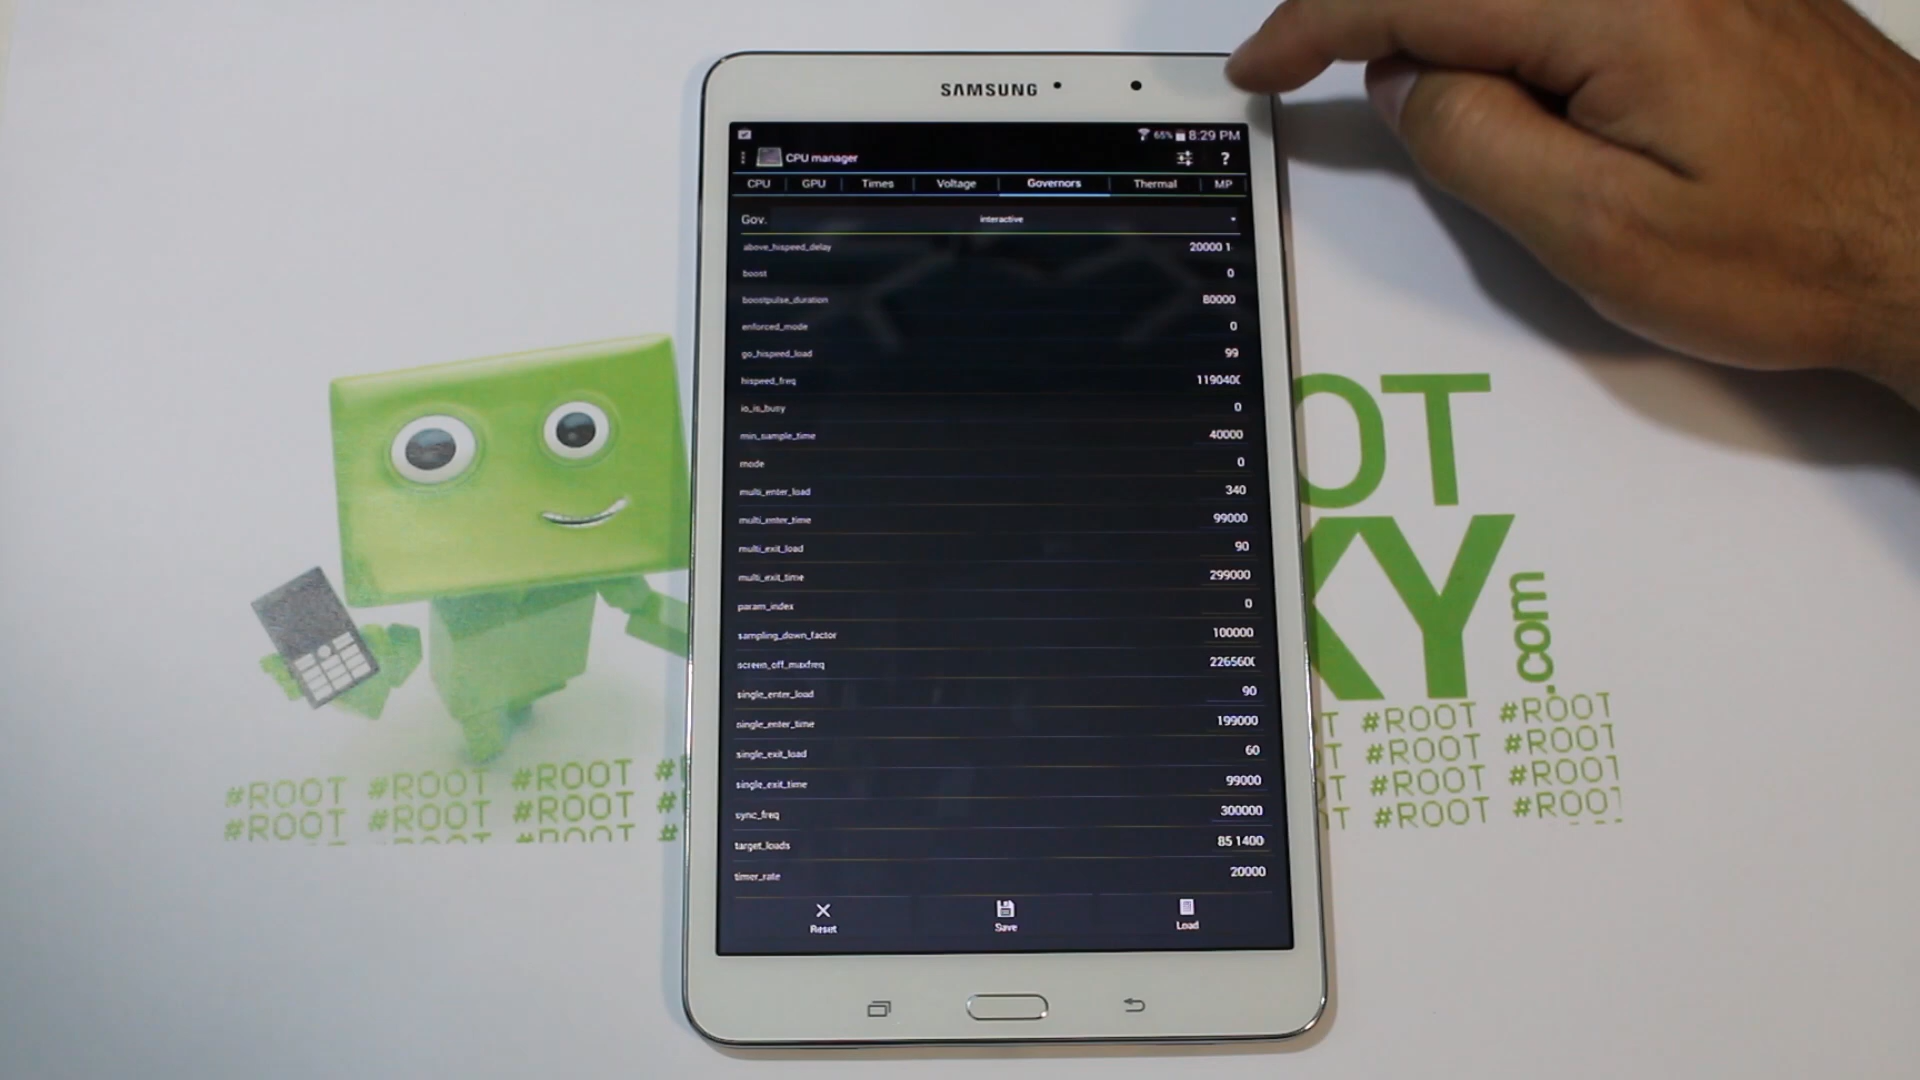 SAMSUNG
65% 8:29 PM
CPU manager ?
CPU GPU Times Voltage Governors Thermal MP
Gov. interactive
above_hispeed_delay 20000 1
boost 0
boostpulse_duration 80000
enforced_mode 0
go_hispeed_load 99
hispeed_freq 119040
io_is_busy 0
min_sample_time 40000
mode 0
multi_enter_load 340
multi_enter_time 99000
multi_exit_load 90
multi_exit_time 299000
param_index 0
sampling_down_factor 100000
screen_off_maxfreq 226560
single_enter_load 90
single_enter_time 199000
single_exit_load 60
single_exit_time 99000
sync_freq 300000
target_loads 85 1400
timer_rate 20000
Reset Save Load
OT
KY
.com
#ROOT #ROOT #ROOT #
#ROOT #ROOT #ROOT #
T #ROOT #ROOT
T #ROOT #ROOT
T #ROOT #ROOT
T #ROOT #ROOT